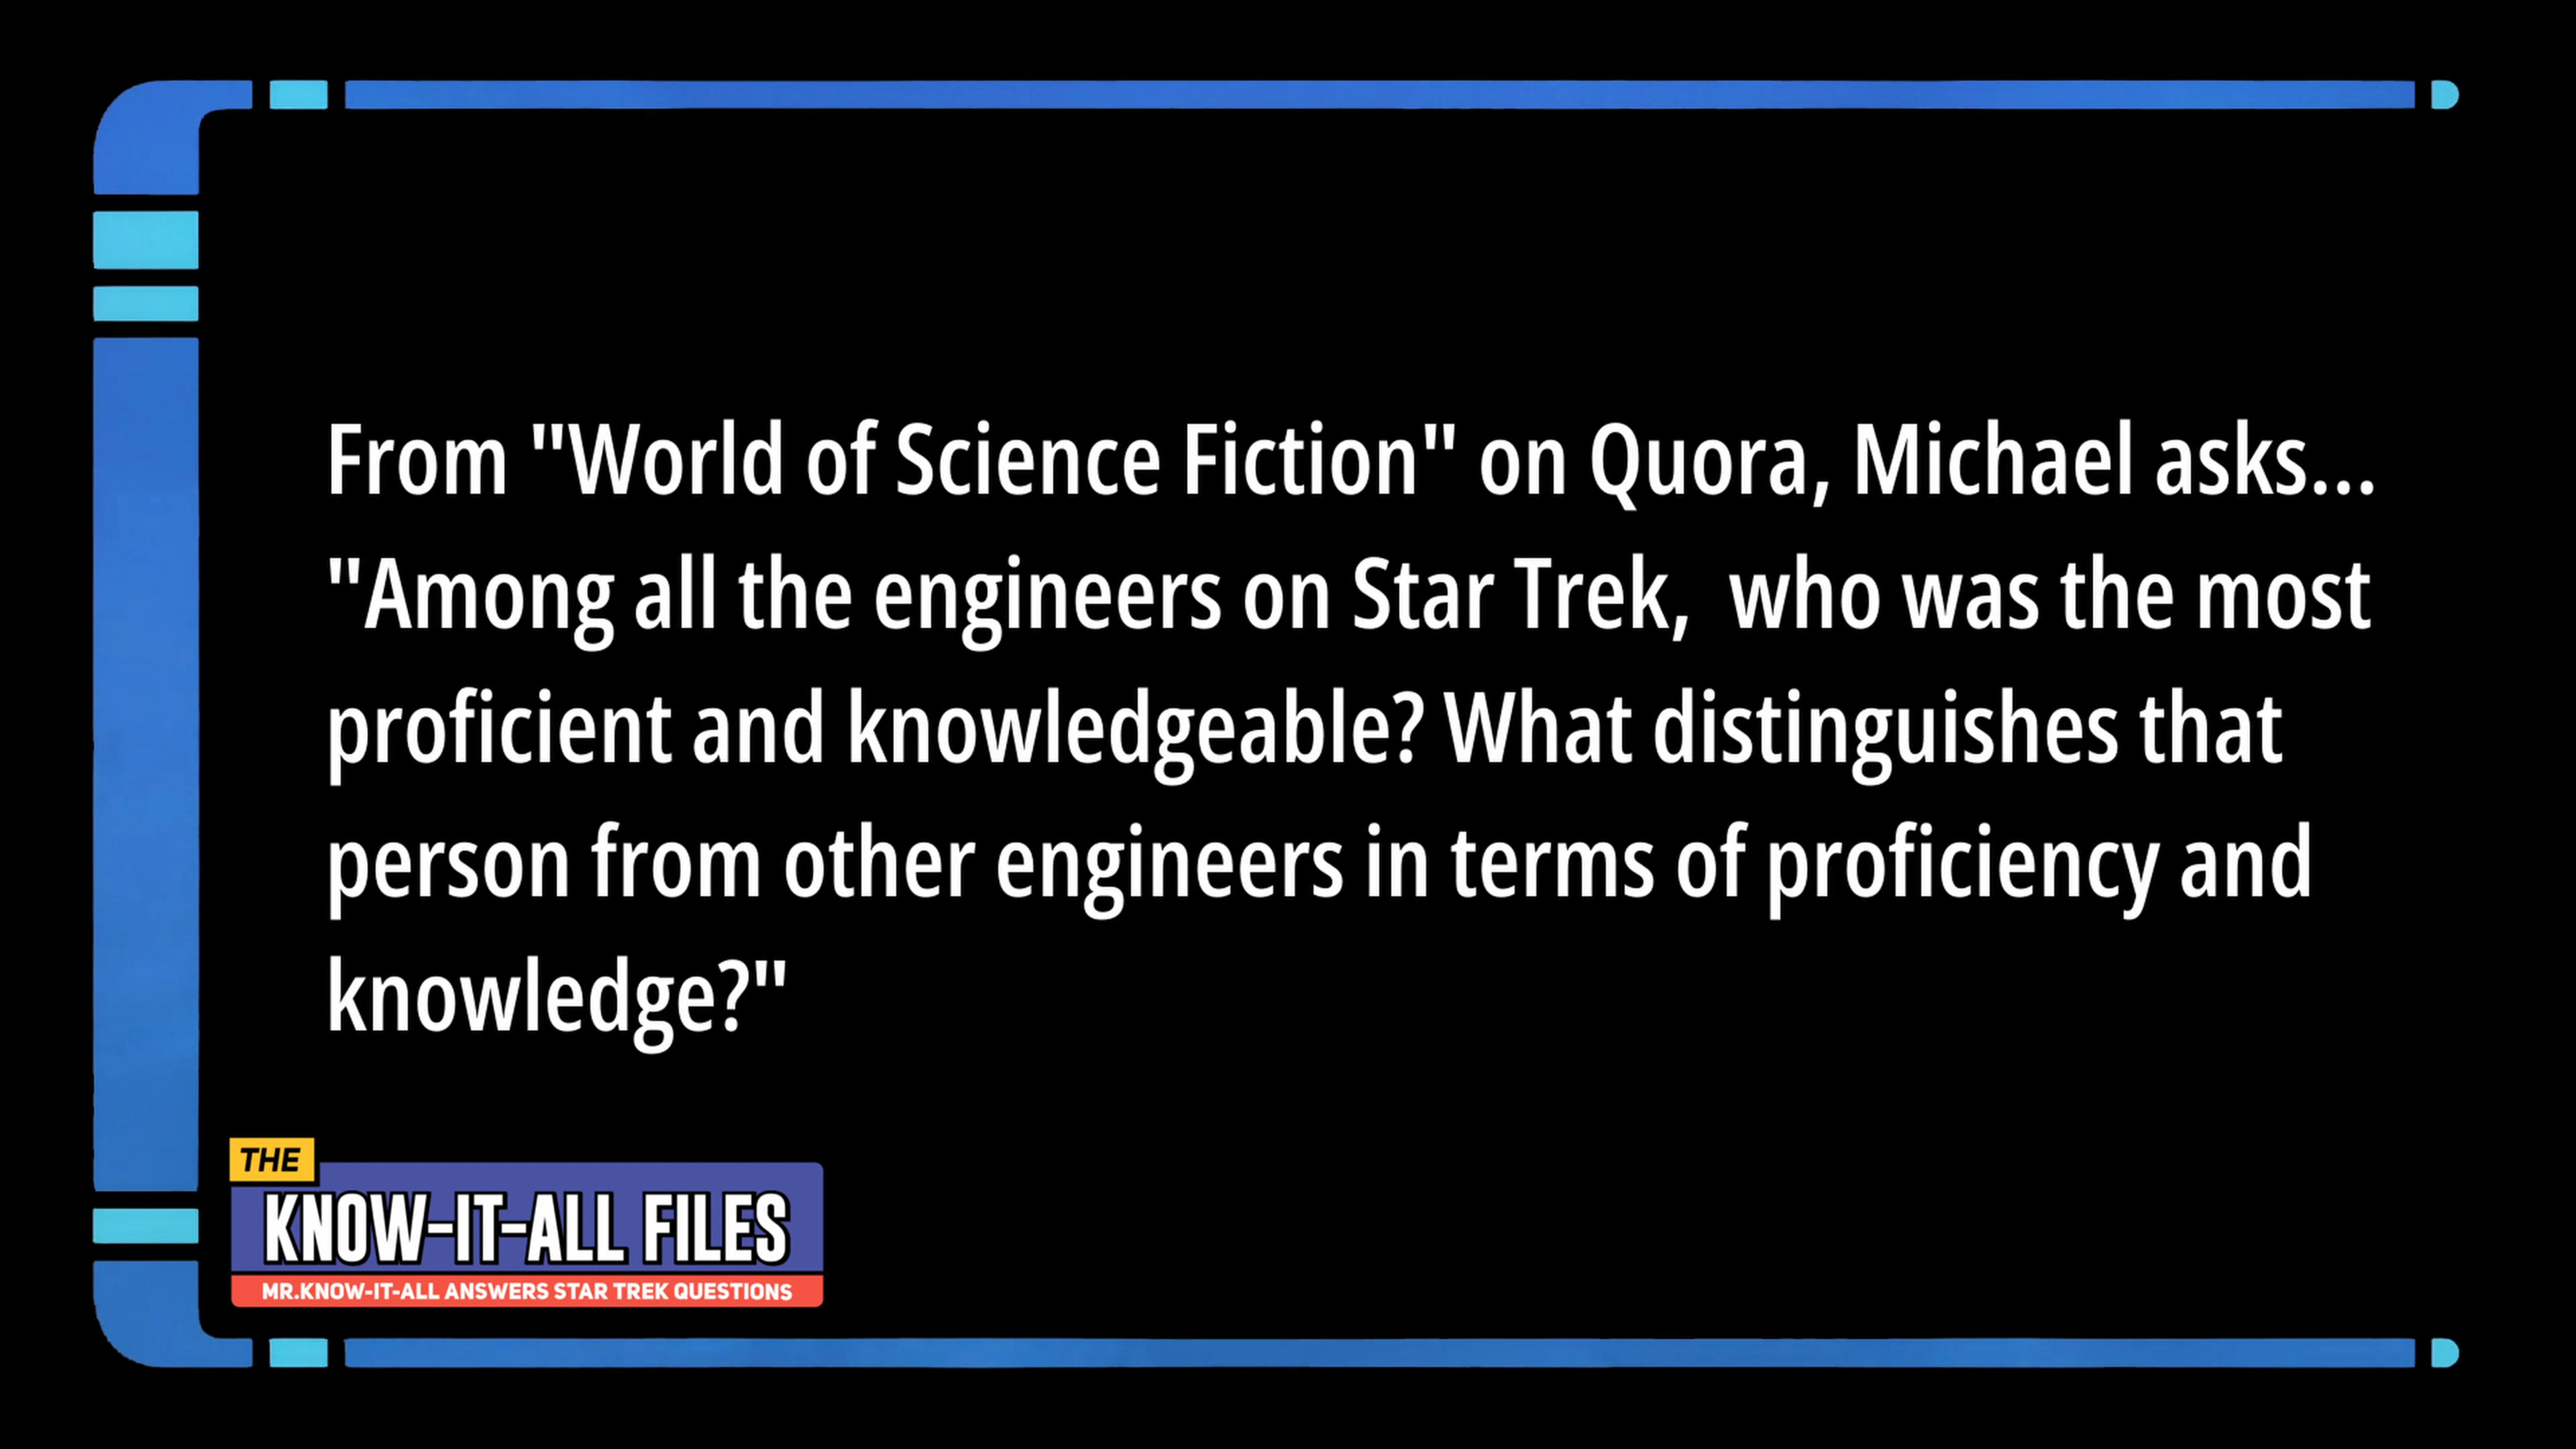 From "World of Science Fiction" on Quora, Michael asks...
"Among all the engineers on Star Trek,  who was the most
proficient and knowledgeable? What distinguishes that
person from other engineers in terms of proficiency and
knowledge?"
THE
KNOW-IT-ALL FILES
MR.KNOW-IT-ALL ANSWERS STAR TREK QUESTIONS